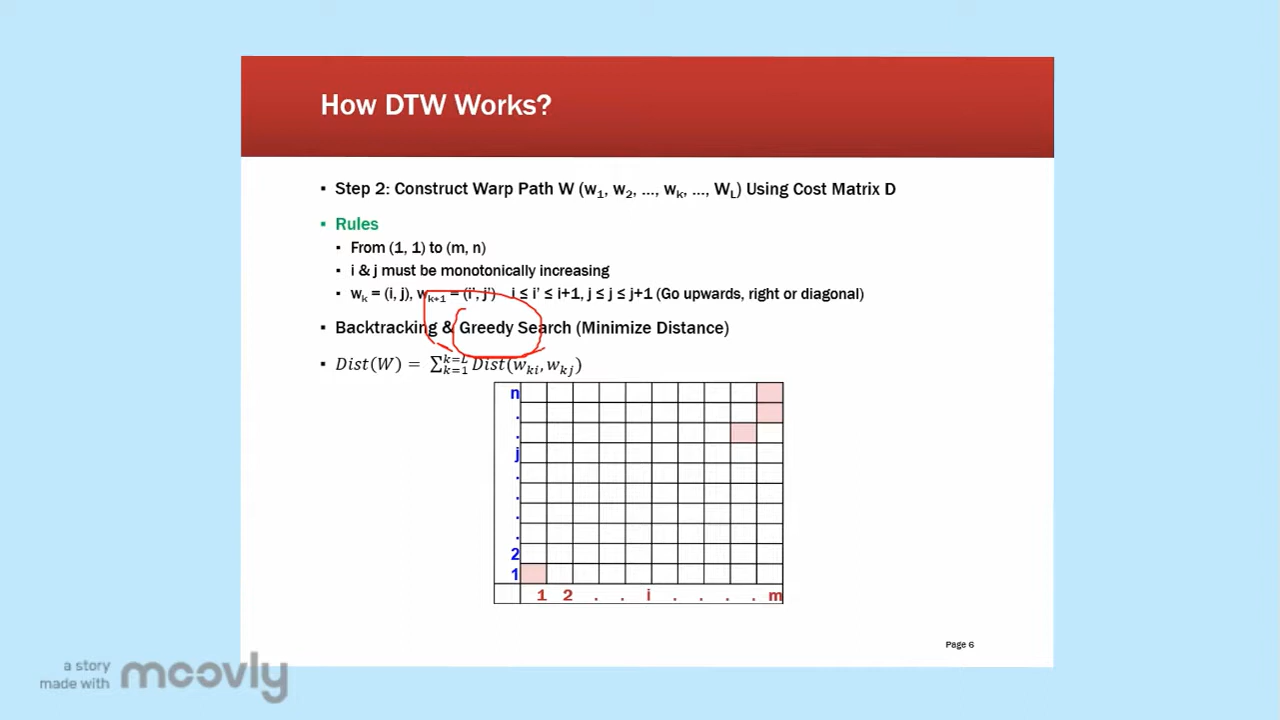 How DTW Works?
▪ Step 2: Construct Warp Path W (w1, w2, ..., wk, ..., WL) Using Cost Matrix D
▪ Rules
▪ From (1, 1) to (m, n)
▪ i & j must be monotonically increasing
▪ wk = (i, j), wk+1 = (i', j') i ≤ i' ≤ i+1, j ≤ j ≤ j+1 (Go upwards, right or diagonal)
▪ Backtracking & Greedy Search (Minimize Distance)
▪ Dist(W) = ∑_{k=1}^{k=L} Dist(wki, wkj)
n
.
.
j
.
.
.
.
2
1
1 2 . . i . . . . m
Page 6
a story
made with
moovly